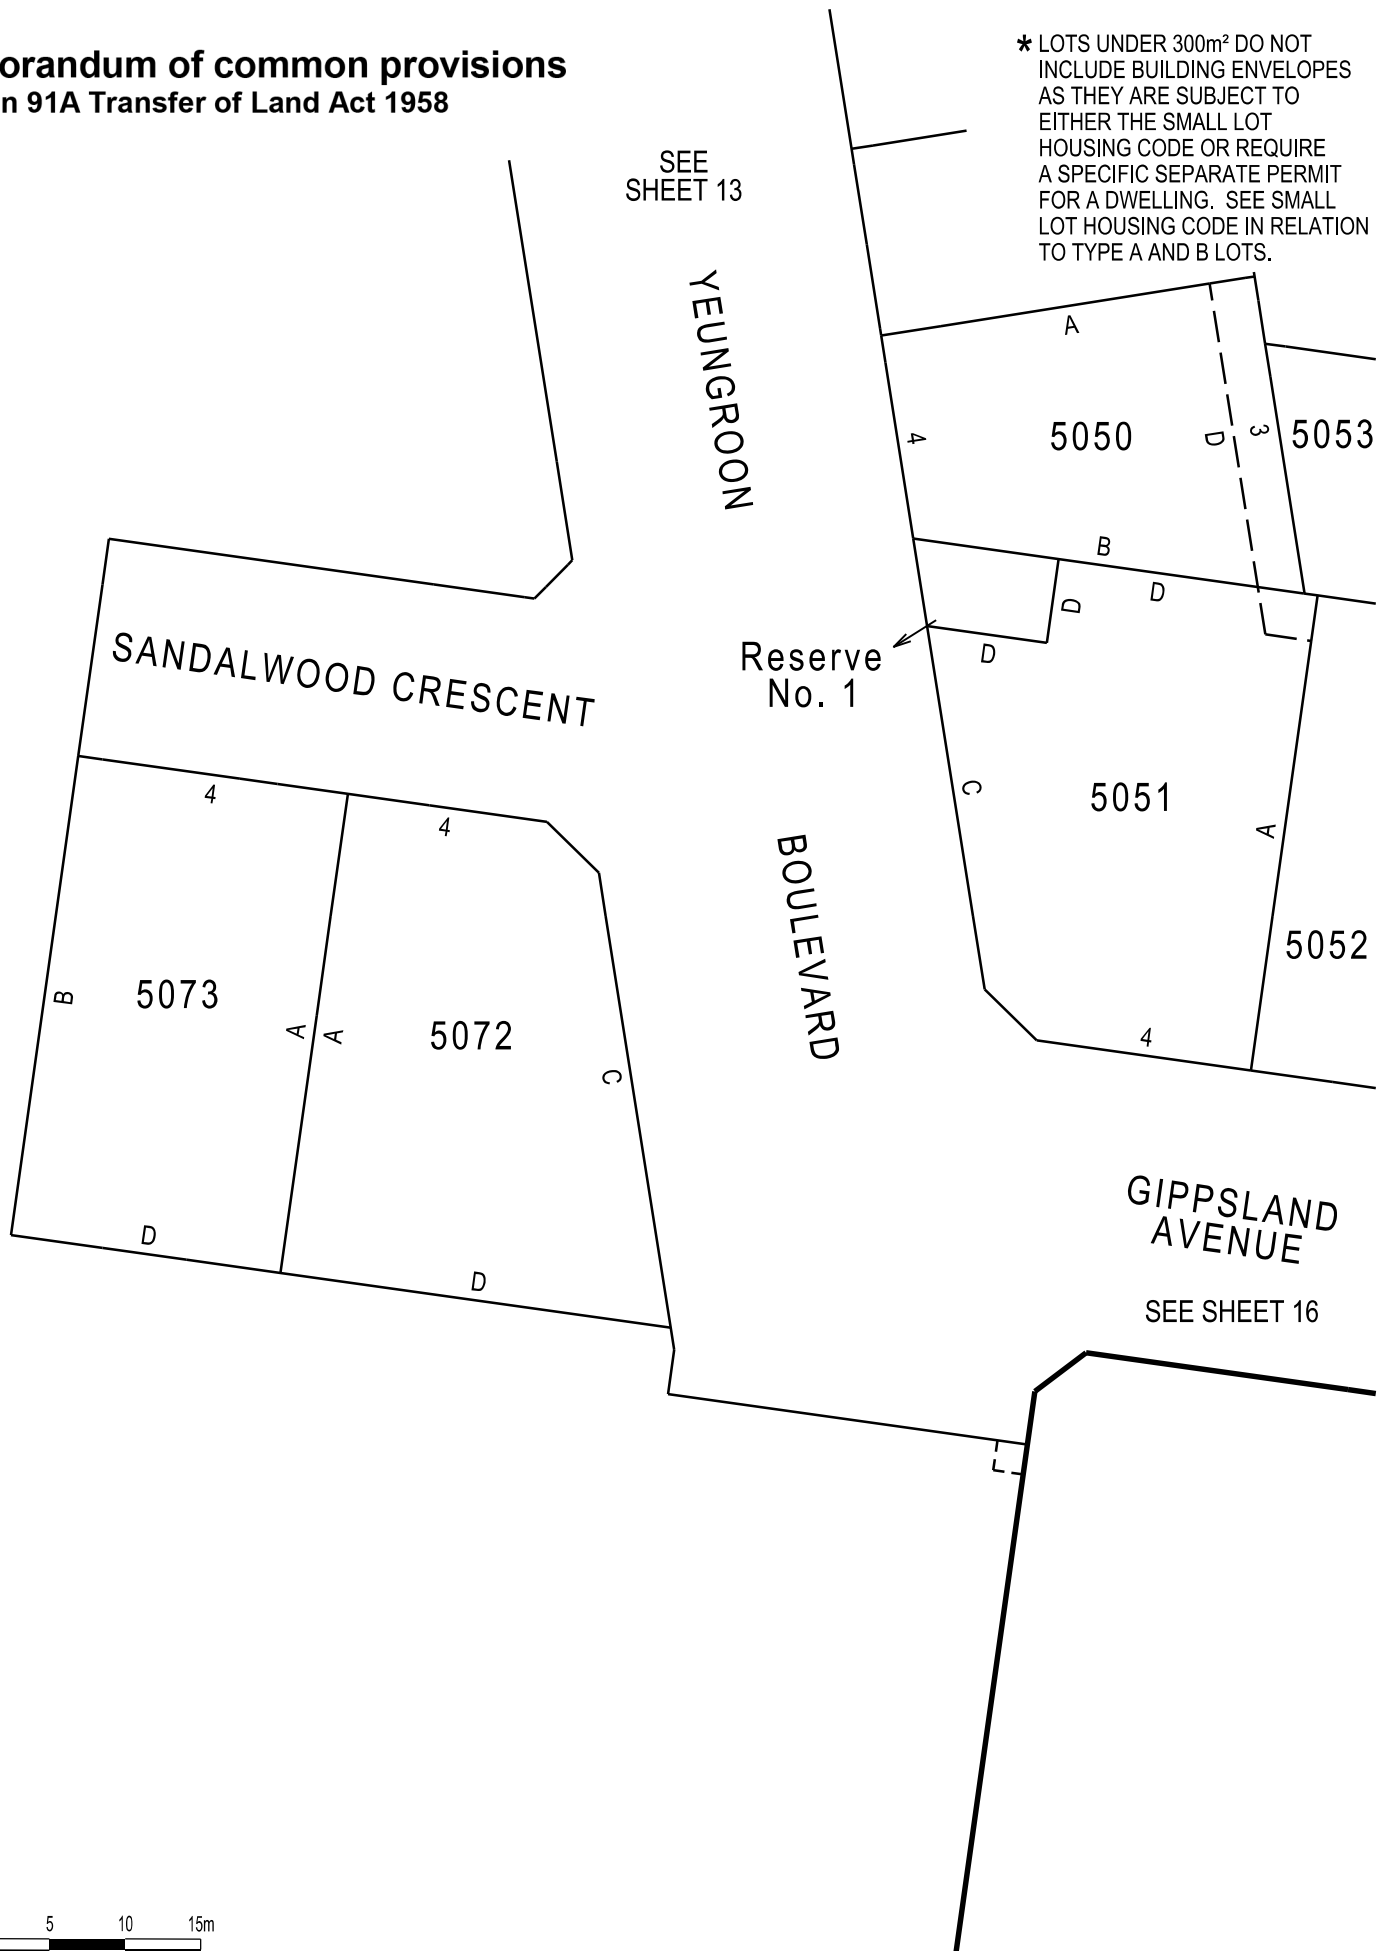 orandum of common provisions
n 91A Transfer of Land Act 1958
* LOTS UNDER 300m² DO NOT
INCLUDE BUILDING ENVELOPES
AS THEY ARE SUBJECT TO
EITHER THE SMALL LOT
HOUSING CODE OR REQUIRE
A SPECIFIC SEPARATE PERMIT
FOR A DWELLING. SEE SMALL
LOT HOUSING CODE IN RELATION
TO TYPE A AND B LOTS.
SEE
SHEET 13
YEUNGROON
A
4
5050
D
3
5053
B
D
D
D
Reserve
No. 1
SANDALWOOD CRESCENT
4
4
C
5051
A
BOULEVARD
5052
B
5073
A
A
5072
C
4
D
D
GIPPSLAND
AVENUE
SEE SHEET 16
5
10
15m